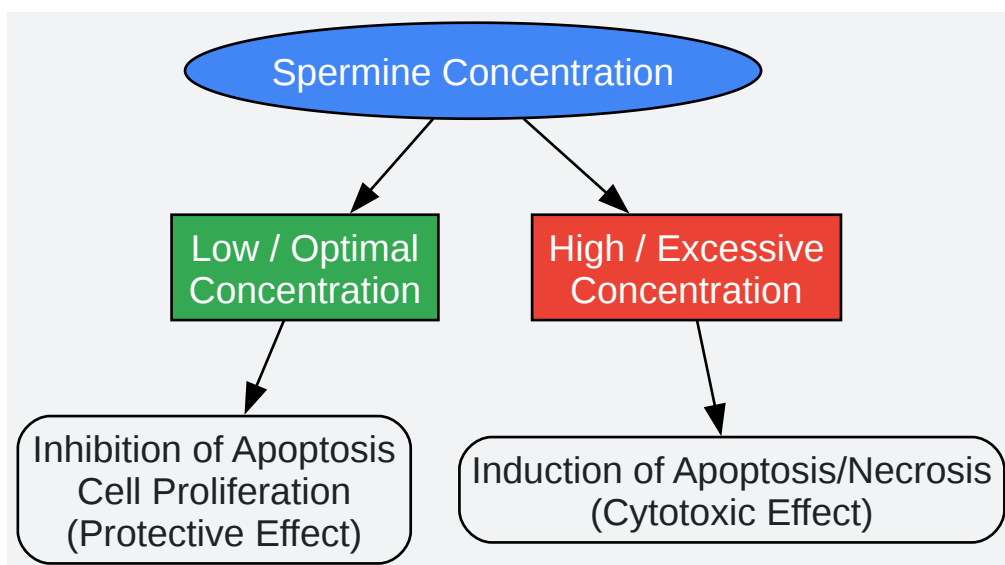 Spermine Concentration
Low / Optimal
Concentration
High / Excessive
Concentration
Inhibition of Apoptosis
Cell Proliferation
(Protective Effect)
Induction of Apoptosis/Necrosis
(Cytotoxic Effect)